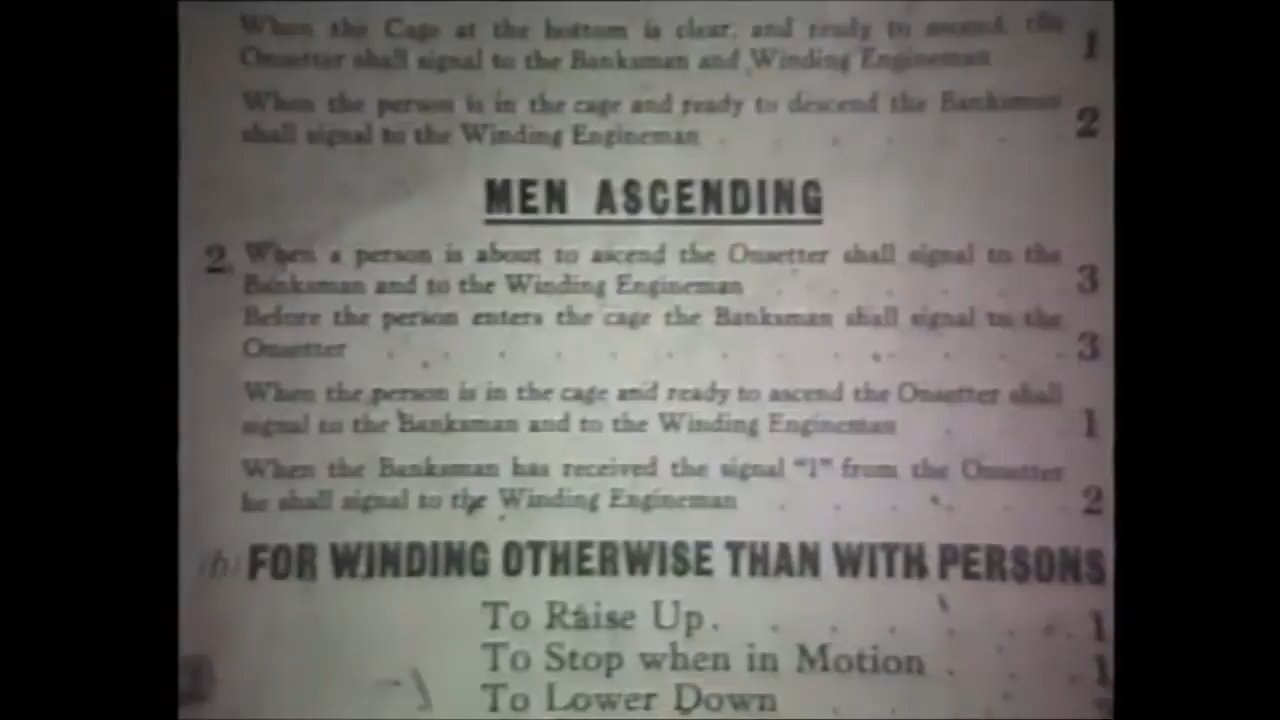 When the Cage at the bottom is clear, and ready to ascend, the
Onsetter shall signal to the Banksman and Winding Engineman 1
When the person is in the cage and ready to descend the Banksman
shall signal to the Winding Engineman . . . . 2
MEN ASCENDING
2. When a person is about to ascend the Onsetter shall signal to the
Banksman and to the Winding Engineman . . . . . . 3
Before the person enters the cage the Banksman shall signal to the
Onsetter . . . . . . . . . . 3
When the person is in the cage and ready to ascend the Onsetter shall
signal to the Banksman and to the Winding Engineman . . 1
When the Banksman has received the signal "1" from the Onsetter
he shall signal to the Winding Engineman . . . . . 2
(b) FOR WINDING OTHERWISE THAN WITH PERSONS
To Raise Up . . . . . . . . 1
To Stop when in Motion . . . . 1
To Lower Down . . . . .